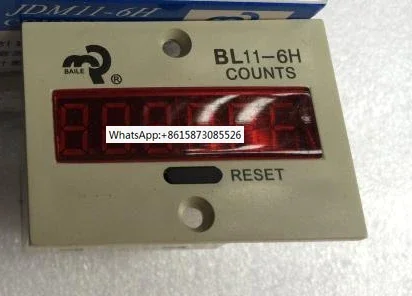 JDM11-6H
BAILE
®
BL11-6H
COUNTS
WhatsApp:+8615873085526
RESET